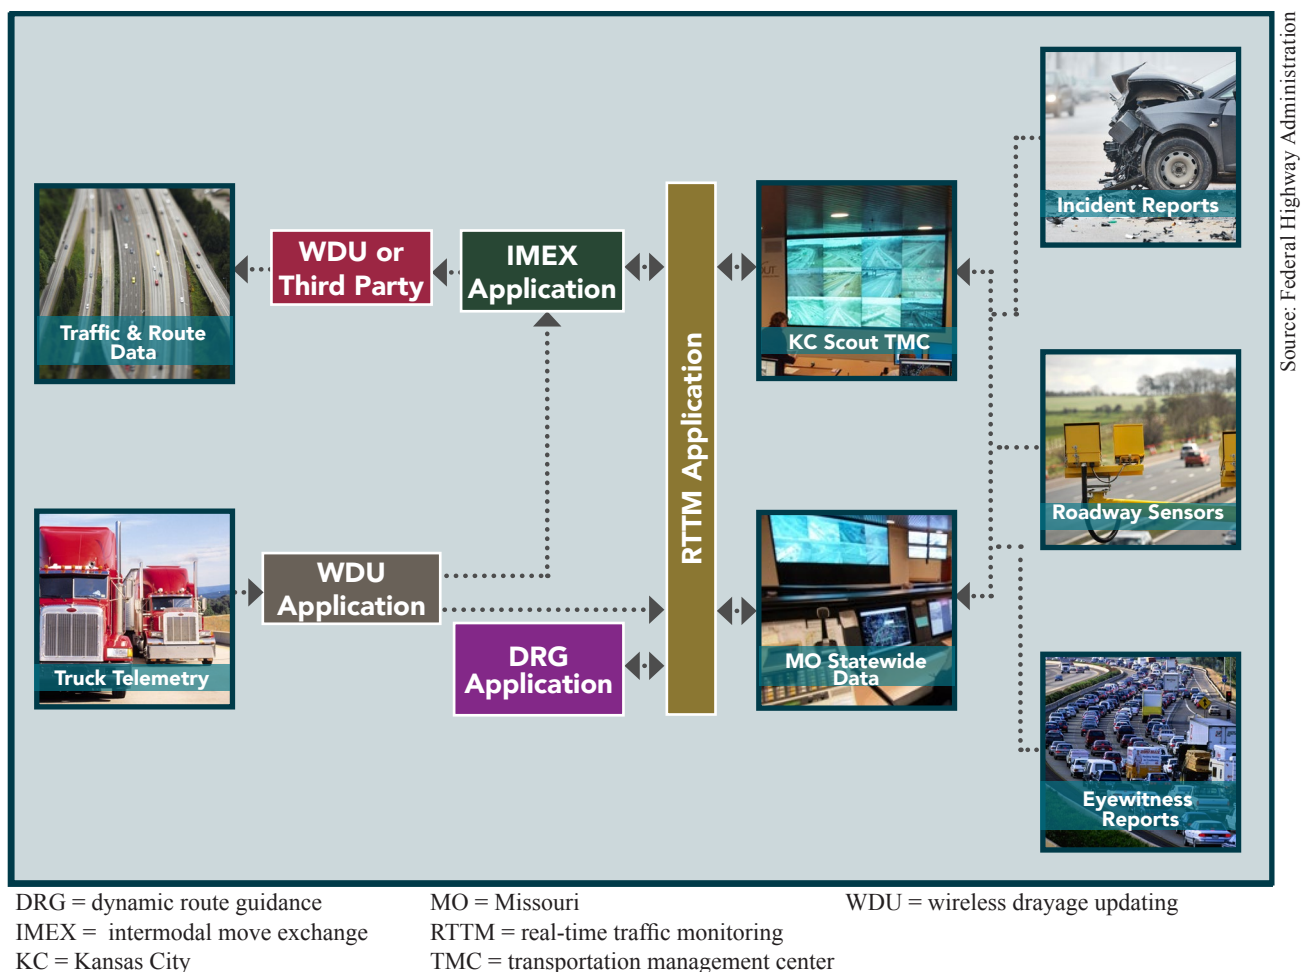 Source: Federal Highway Administration
Incident Reports
WDU or
Third Party
IMEX
Application
Traffic & Route
Data
KC Scout TMC
RTTM Application
Roadway Sensors
WDU
Application
DRG
Application
Truck Telemetry
MO Statewide
Data
Eyewitness
Reports
DRG = dynamic route guidance
IMEX = intermodal move exchange
KC = Kansas City
MO = Missouri
RTTM = real-time traffic monitoring
TMC = transportation management center
WDU = wireless drayage updating